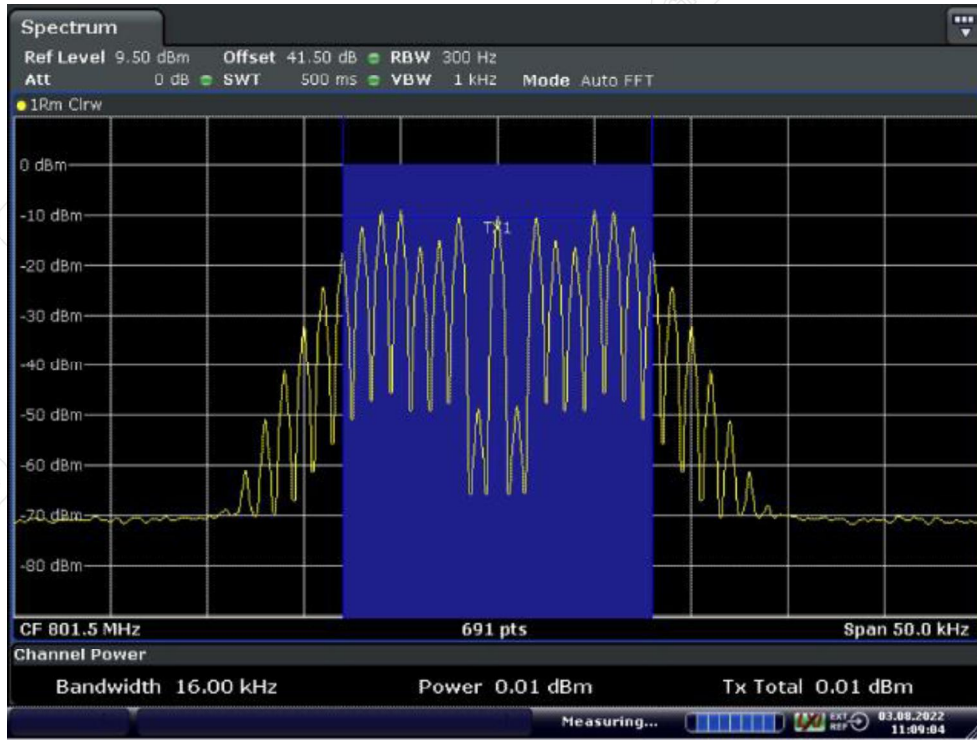 Spectrum
Ref Level 9.50 dBm Offset 41.50 dB RBW 300 Hz
Att 0 dB SWT 500 ms VBW 1 kHz Mode Auto FFT
1Rm Clrw
0 dBm
-10 dBm
TX1
-20 dBm
-30 dBm
-40 dBm
-50 dBm
-60 dBm
-70 dBm
-80 dBm
CF 801.5 MHz 691 pts Span 50.0 kHz
Channel Power
Bandwidth 16.00 kHz Power 0.01 dBm Tx Total 0.01 dBm
Measuring... LXI EXT REF 03.08.2022
11:09:04